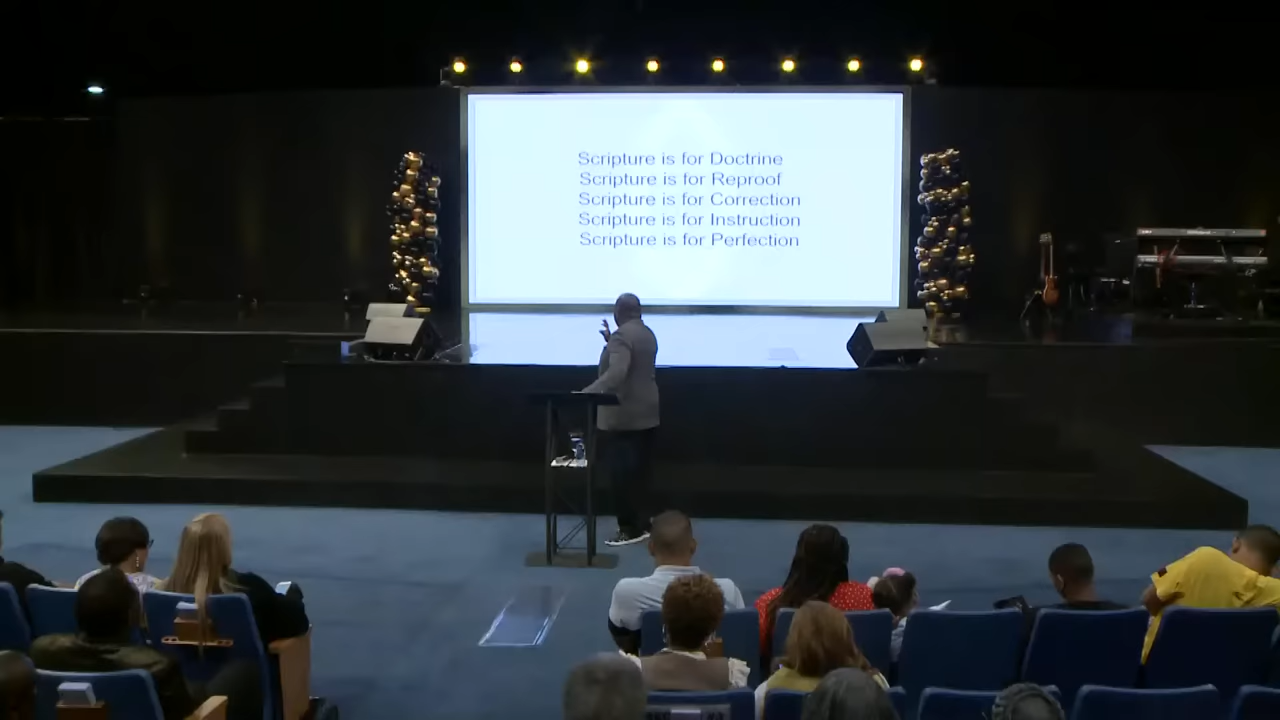 Scripture is for Doctrine
Scripture is for Reproof
Scripture is for Correction
Scripture is for Instruction
Scripture is for Perfection